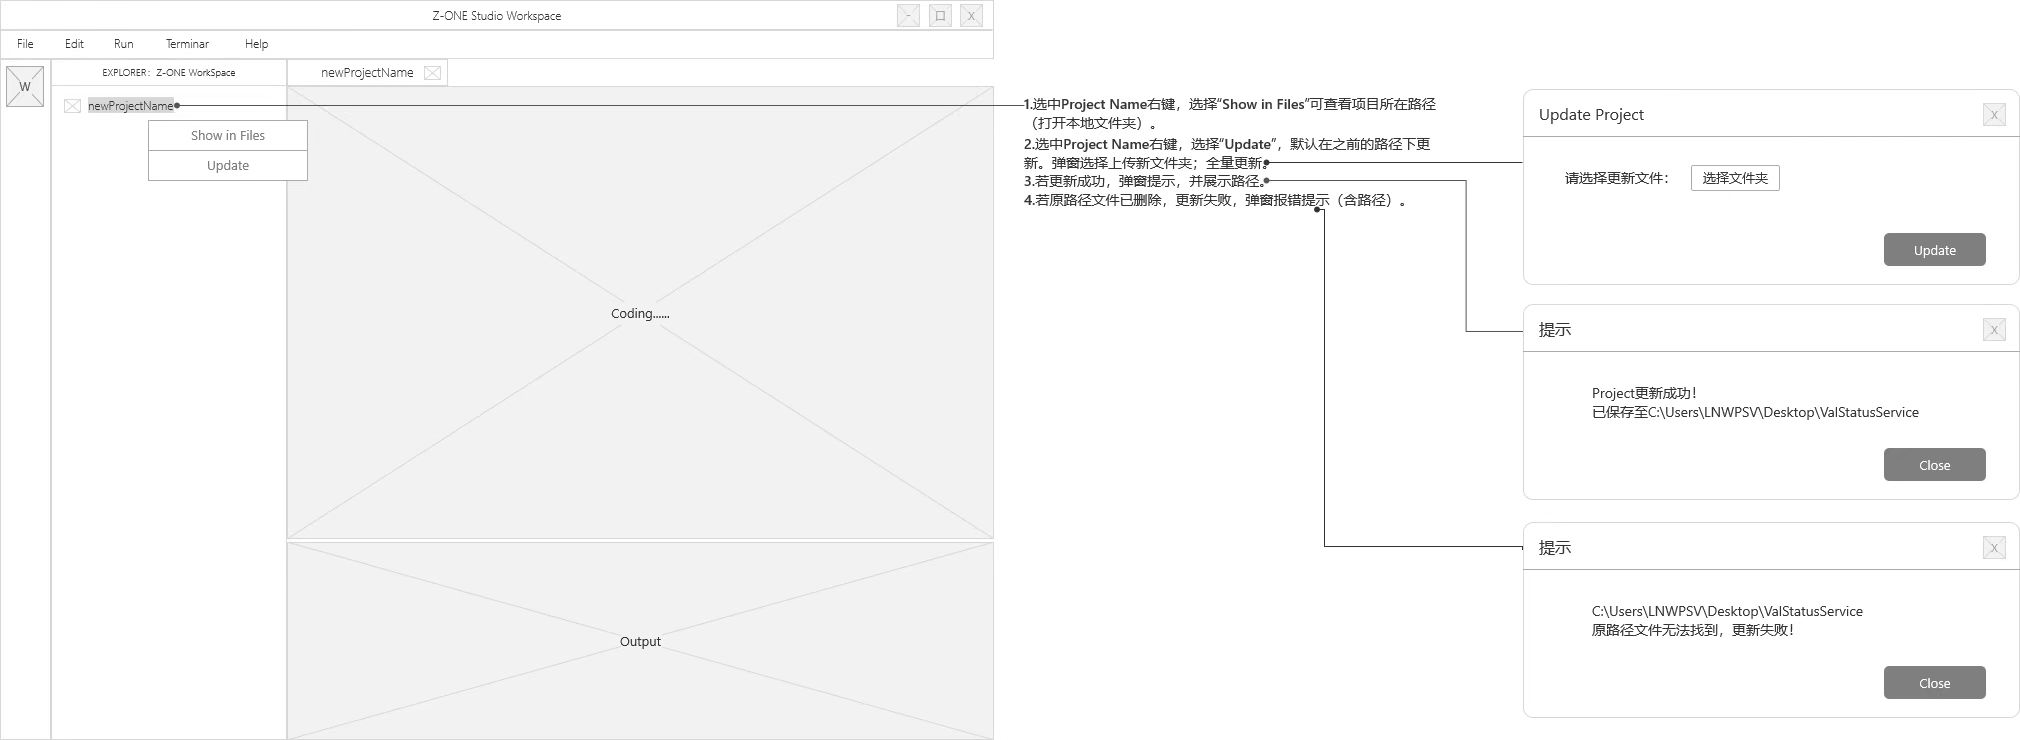 Z-ONE Studio Workspace
- 口 X
File Edit Run Terminar Help
W
EXPLORER：Z-ONE WorkSpace
newProjectName
newProjectName
Show in Files
Update
Coding......
Output
1.选中Project Name右键，选择“Show in Files”可查看项目所在路径
（打开本地文件夹）。
2.选中Project Name右键，选择“Update”，默认在之前的路径下更
新。弹窗选择上传新文件夹；全量更新。
3.若更新成功，弹窗提示，并展示路径。
4.若原路径文件已删除，更新失败，弹窗报错提示（含路径）。
Update Project
X
请选择更新文件：
选择文件夹
Update
提示
X
Project更新成功！
已保存至C:\Users\LNWPSV\Desktop\ValStatusService
Close
提示
X
C:\Users\LNWPSV\Desktop\ValStatusService
原路径文件无法找到，更新失败！
Close